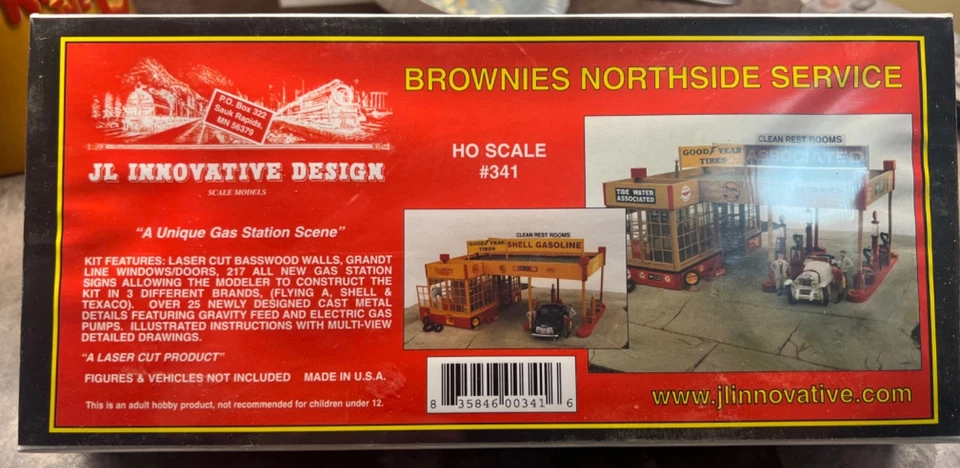 BROWNIES NORTHSIDE SERVICE
P.O. Box 322
Sauk Rapids,
MN 56379
JL INNOVATIVE DESIGN
SCALE MODELS
HO SCALE
#341
"A Unique Gas Station Scene"
KIT FEATURES: LASER CUT BASSWOOD WALLS, GRANDT
LINE WINDOWS/DOORS, 217 ALL NEW GAS STATION
SIGNS ALLOWING THE MODELER TO CONSTRUCT THE
KIT IN 3 DIFFERENT BRANDS, (FLYING A, SHELL &
TEXACO). OVER 25 NEWLY DESIGNED CAST METAL
DETAILS FEATURING GRAVITY FEED AND ELECTRIC GAS
PUMPS. ILLUSTRATED INSTRUCTIONS WITH MULTI-VIEW
DETAILED DRAWINGS.
"A LASER CUT PRODUCT"
FIGURES & VEHICLES NOT INCLUDED MADE IN U.S.A.
This is an adult hobby product, not recommended for children under 12.
CLEAN REST ROOMS
GOOD YEAR
TIRES
SHELL GASOLINE
CLEAN REST ROOMS
GOOD YEAR
TIRES
ASSOCIATED
TIDE WATER
ASSOCIATED
8 35846 00341 6
www.jlinnovative.com